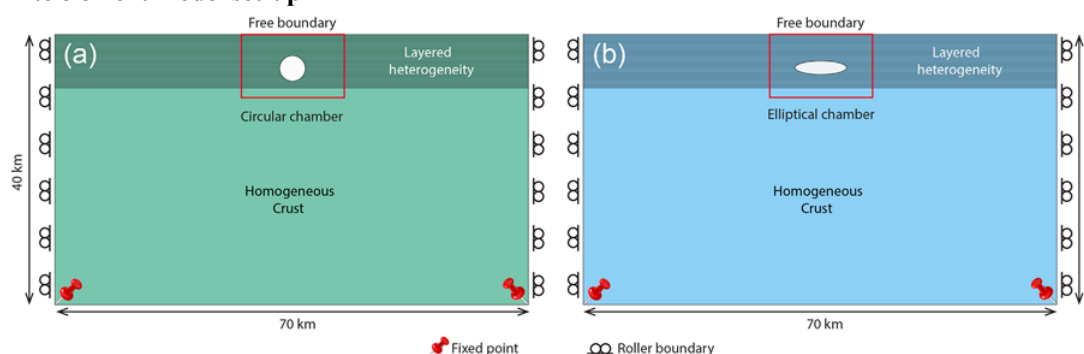 Free boundary
(a)
Layered
heterogeneity
Circular chamber
40 km
Homogeneous
Crust
70 km
Free boundary
(b)
Layered
heterogeneity
Elliptical chamber
Homogeneous
Crust
70 km
Fixed point
Roller boundary